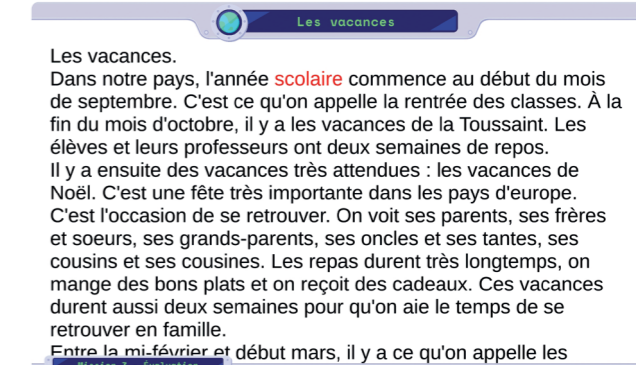 Les vacances
Les vacances.
Dans notre pays, l'année scolaire commence au début du mois
de septembre. C'est ce qu'on appelle la rentrée des classes. À la
fin du mois d'octobre, il y a les vacances de la Toussaint. Les
élèves et leurs professeurs ont deux semaines de repos.
Il y a ensuite des vacances très attendues : les vacances de
Noël. C'est une fête très importante dans les pays d'europe.
C'est l'occasion de se retrouver. On voit ses parents, ses frères
et soeurs, ses grands-parents, ses oncles et ses tantes, ses
cousins et ses cousines. Les repas durent très longtemps, on
mange des bons plats et on reçoit des cadeaux. Ces vacances
durent aussi deux semaines pour qu'on aie le temps de se
retrouver en famille.
Entre la mi-février et début mars, il y a ce qu'on appelle les